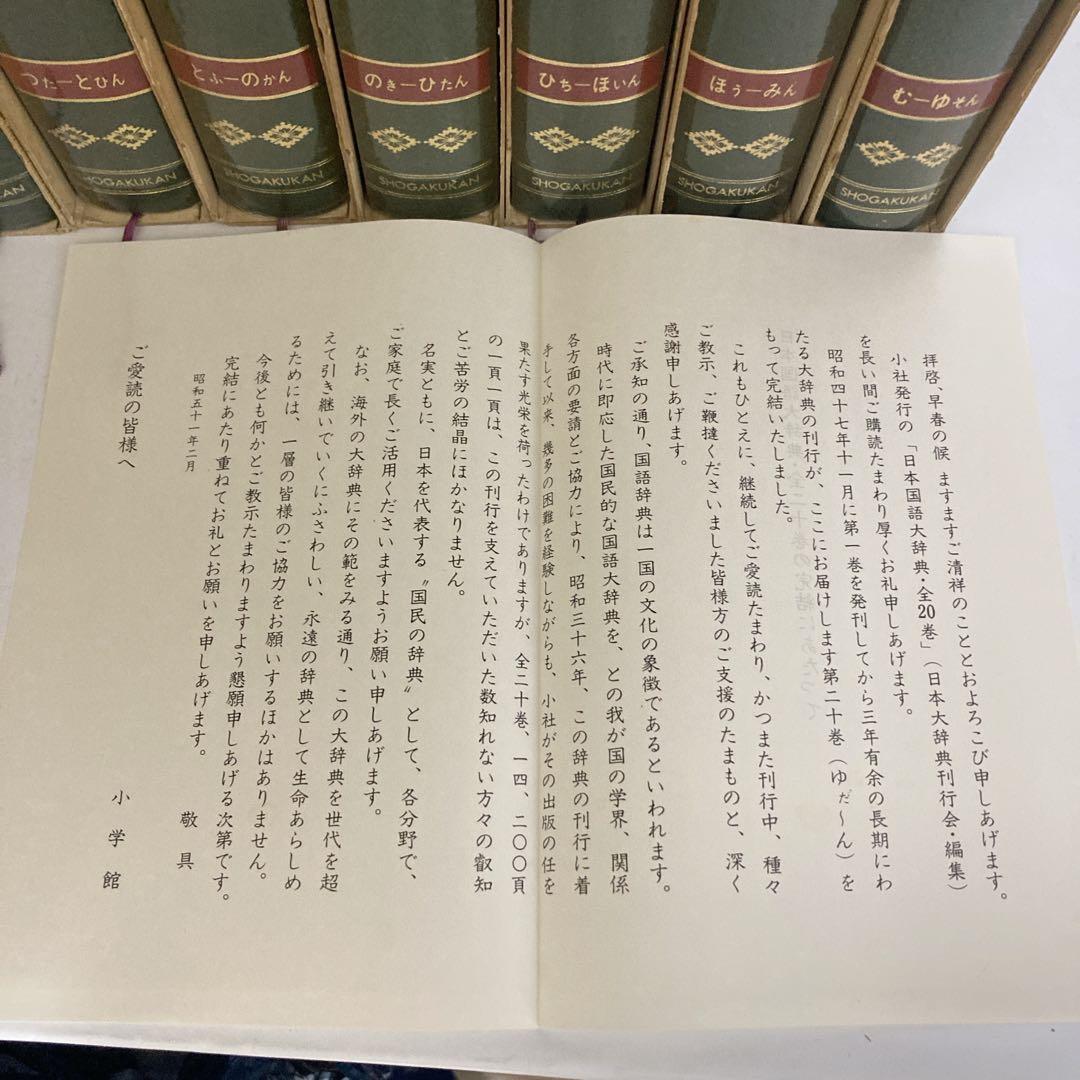 つたーとひん
とふーのかん
のきーひたん
ひちーほいん
ほうーみん
むーゆそん
SHOGAKUKAN
SHOGAKUKAN
SHOGAKUKAN
SHOGAKUKAN
SHOGAKUKAN
SHOGAKUKAN
拝啓、早春の候 ますますご清祥のこととおよろこび申しあげます。
小社発行の「日本国語大辞典・全20巻」（日本大辞典刊行会・編集）
を長い間ご購読たまわり厚くお礼申しあげます。
昭和四十七年十一月に第一巻を発刊してから三年有余の長期にわ
たる大辞典の刊行が、ここにお届けします第二十巻（ゆだ〜ん）を
もって完結いたしました。
これもひとえに、継続してご愛読たまわり、かつまた刊行中、種々
ご教示、ご鞭撻くださいました皆様方のご支援のたまものと、深く
感謝申しあげます。
ご承知の通り、国語辞典は一国の文化の象徴であるといわれます。
時代に即応した国民的な国語大辞典を、との我が国の学界、関係
各方面の要請とご協力により、昭和三十六年、この辞典の刊行に着
手して以来、幾多の困難を経験しながらも、小社がその出版の任を
果たす光栄を荷ったわけでありますが、全二十巻、一四、二〇〇頁
の一頁一頁は、この刊行を支えていただいた数知れない方々の叡知
とご苦労の結晶にほかなりません。
名実ともに、日本を代表する〝国民の辞典〟として、各分野で、
ご家庭で長くご活用くださいますようお願い申しあげます。
なお、海外の大辞典にその範をみる通り、この大辞典を世代を超
えて引き継いでいくにふさわしい、永遠の辞典として生命あらしめ
るためには、一層の皆様のご協力をお願いするほかはありません。
今後とも何かとご教示たまわりますよう懇願申しあげる次第です。
完結にあたり重ねてお礼とお願いを申しあげます。
敬具
昭和五十一年二月
小学館
ご愛読の皆様へ